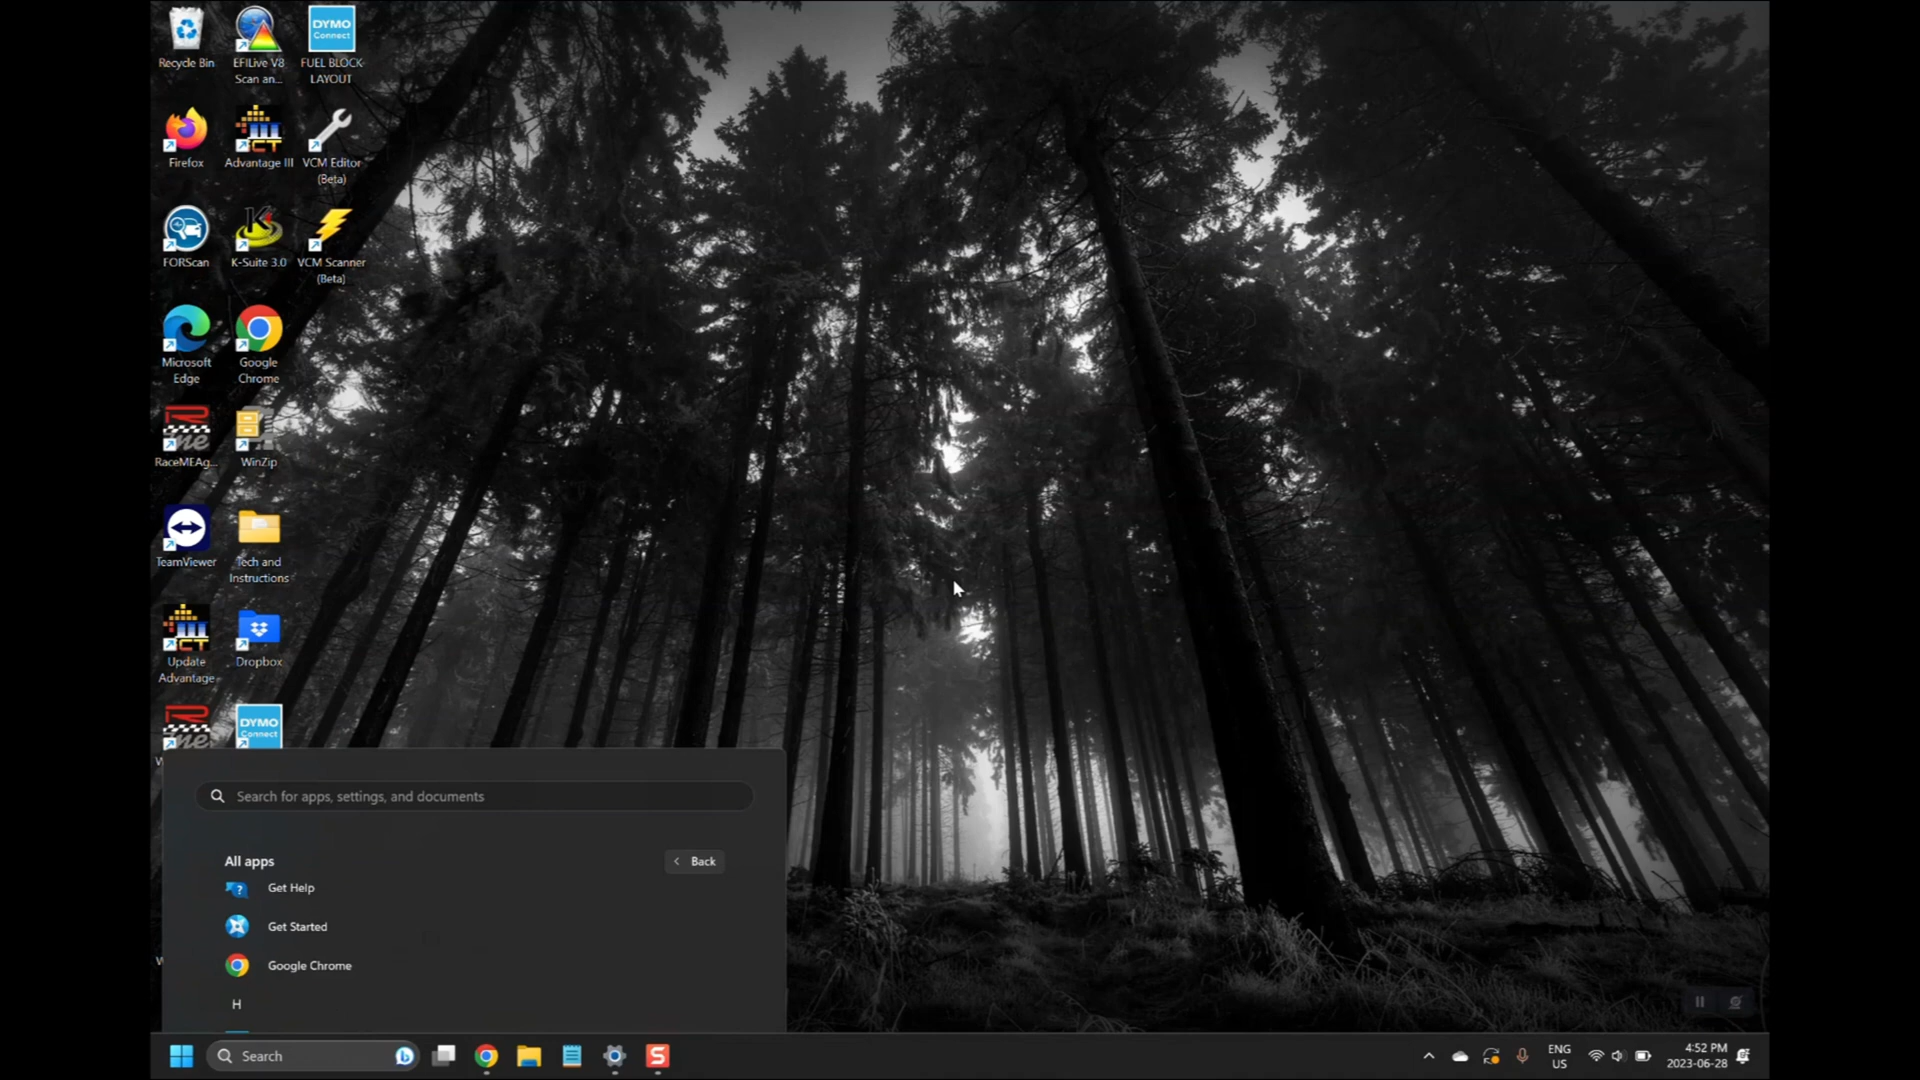 Recycle Bin
EFILive V8
Scan an...
DYMO
Connect
FUEL BLOCK
LAYOUT
Firefox
Advantage III
VCM Editor
(Beta)
FORScan
K-Suite 3.0
VCM Scanner
(Beta)
Microsoft
Edge
Google
Chrome
RaceMEAg...
WinZip
TeamViewer
Tech and
Instructions
Update
Advantage
Dropbox
DYMO
Connect
Search for apps, settings, and documents
All apps
Back
Get Help
Get Started
Google Chrome
H
Search
ENG
US
4:52 PM
2023-06-28